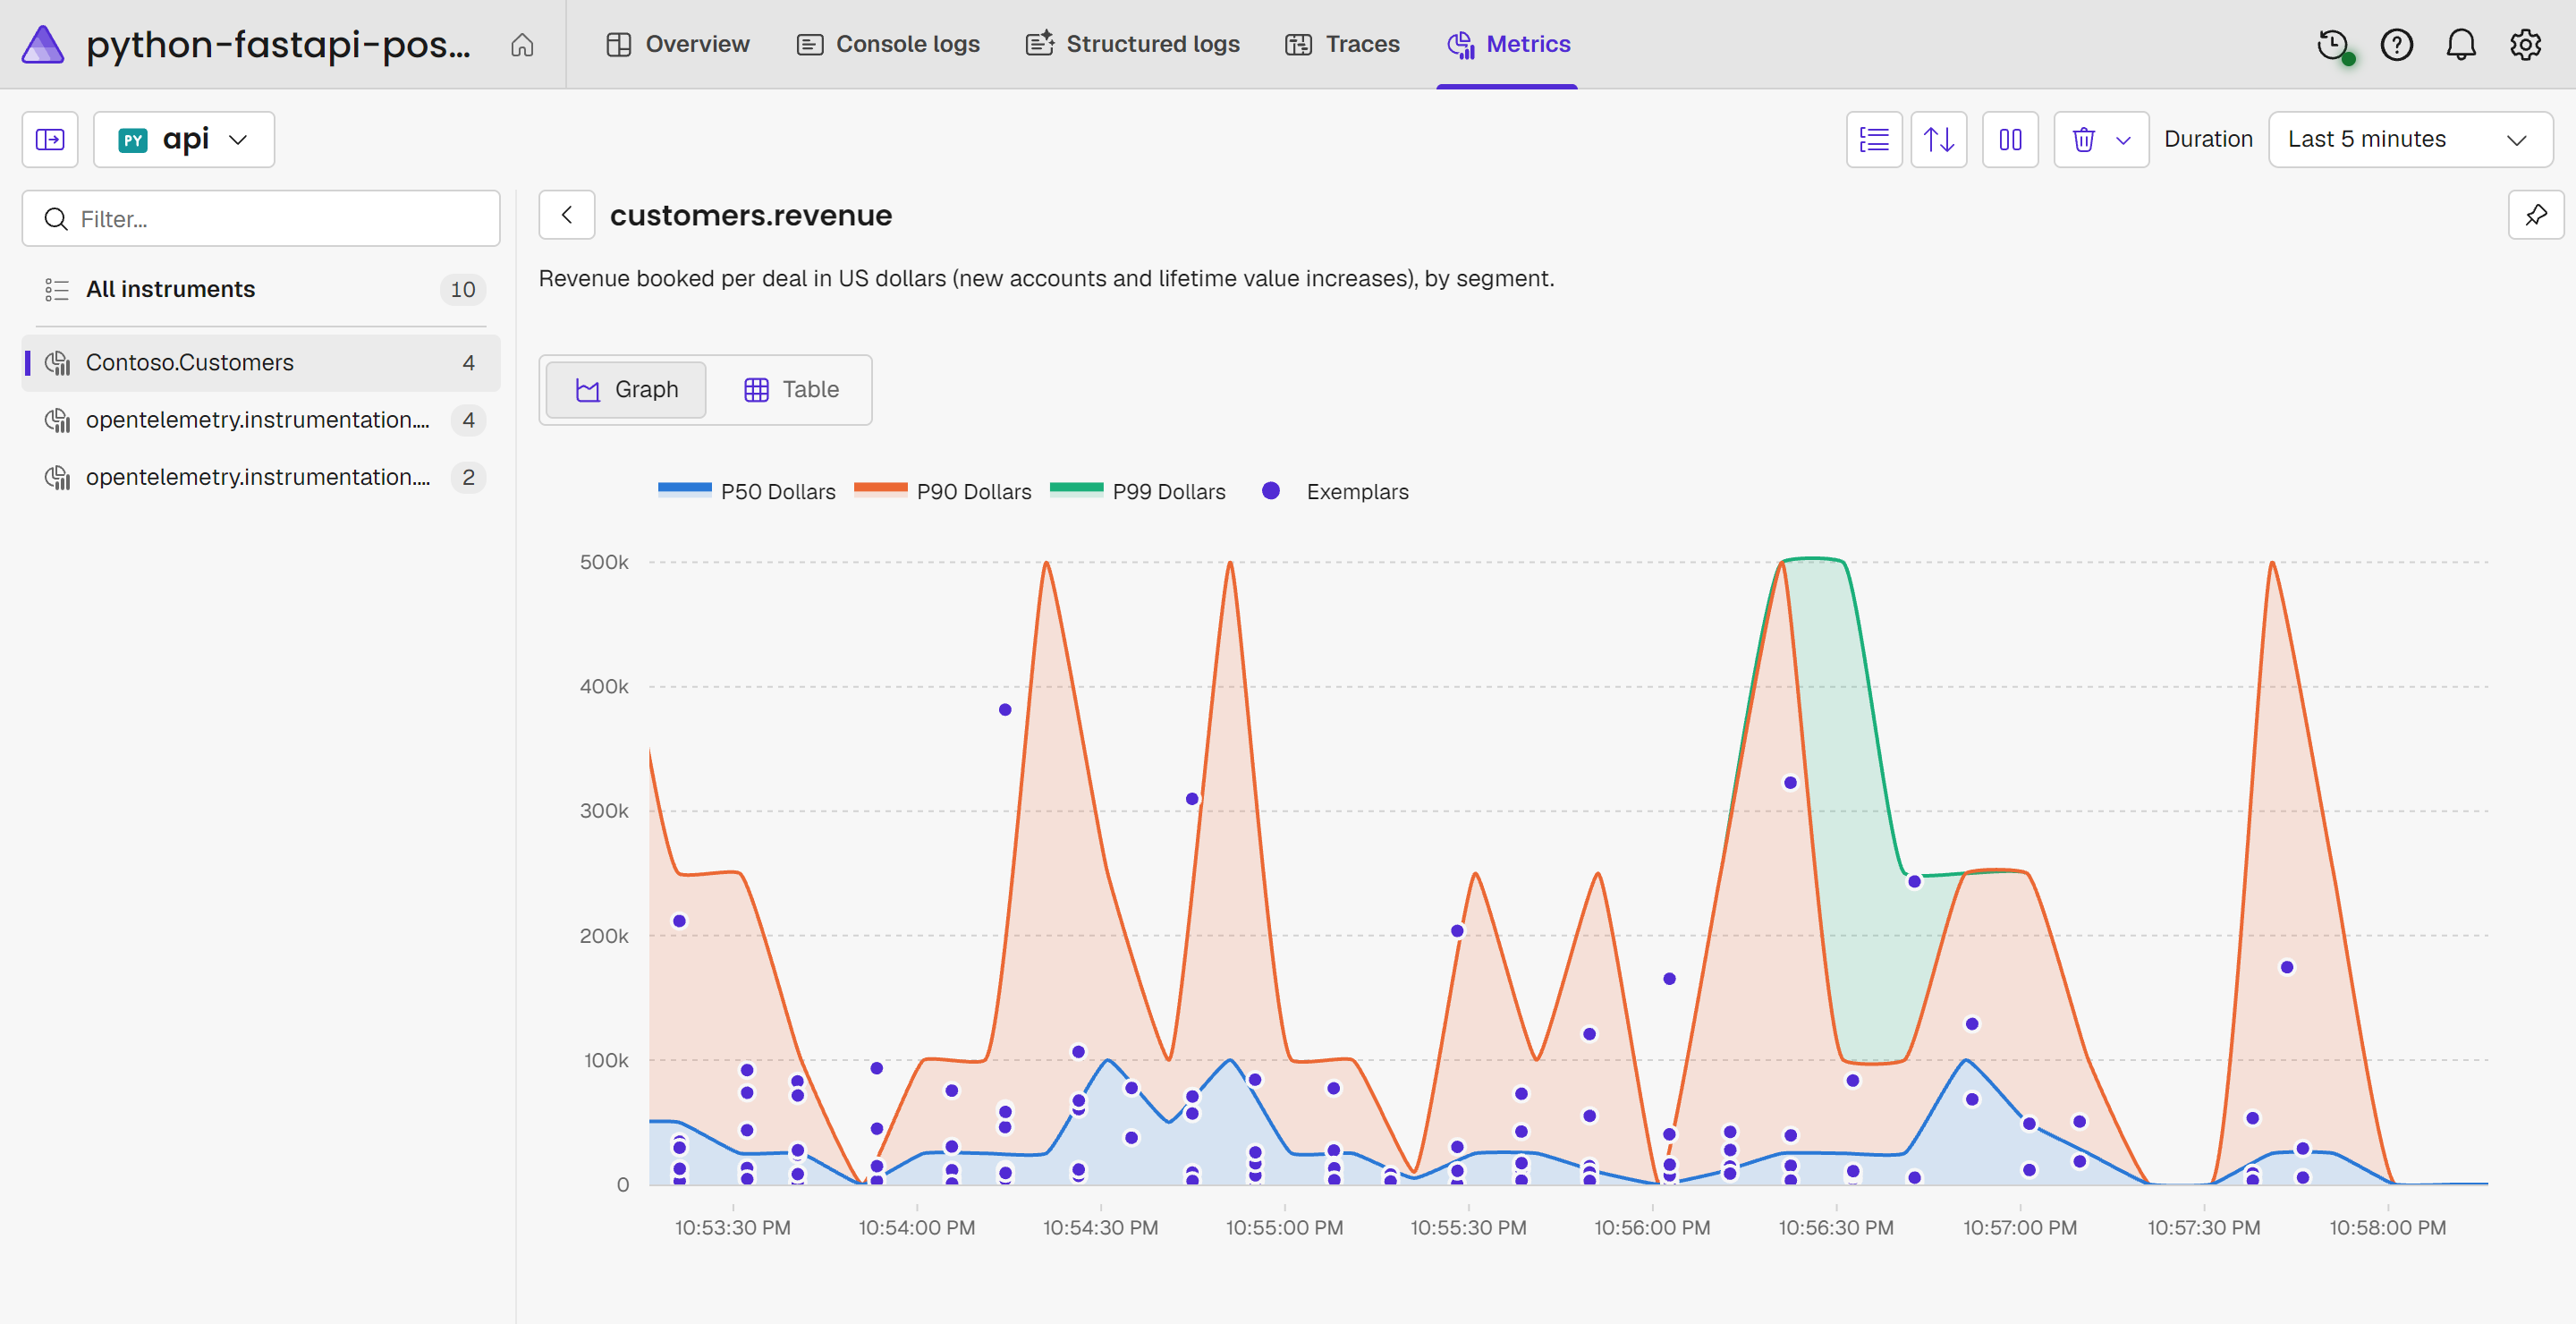 python-fastapi-pos...
Overview
Console logs
Structured logs
Traces
Metrics
PY api
Duration
Last 5 minutes
Filter...
All instruments 10
Contoso.Customers 4
opentelemetry.instrumentation.... 4
opentelemetry.instrumentation.... 2
customers.revenue
Revenue booked per deal in US dollars (new accounts and lifetime value increases), by segment.
Graph
Table
P50 Dollars
P90 Dollars
P99 Dollars
Exemplars
500k
400k
300k
200k
100k
0
10:53:30 PM
10:54:00 PM
10:54:30 PM
10:55:00 PM
10:55:30 PM
10:56:00 PM
10:56:30 PM
10:57:00 PM
10:57:30 PM
10:58:00 PM